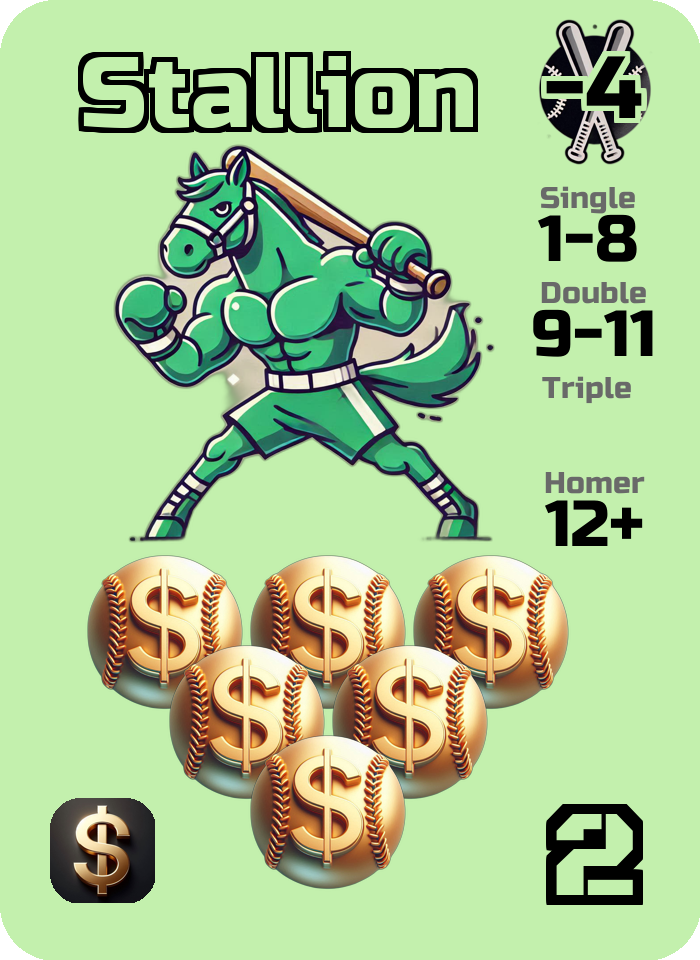 Stallion
-4
Single
1-8
Double
9-11
Triple
Homer
12+
$ $ $
$ $
$
$
2